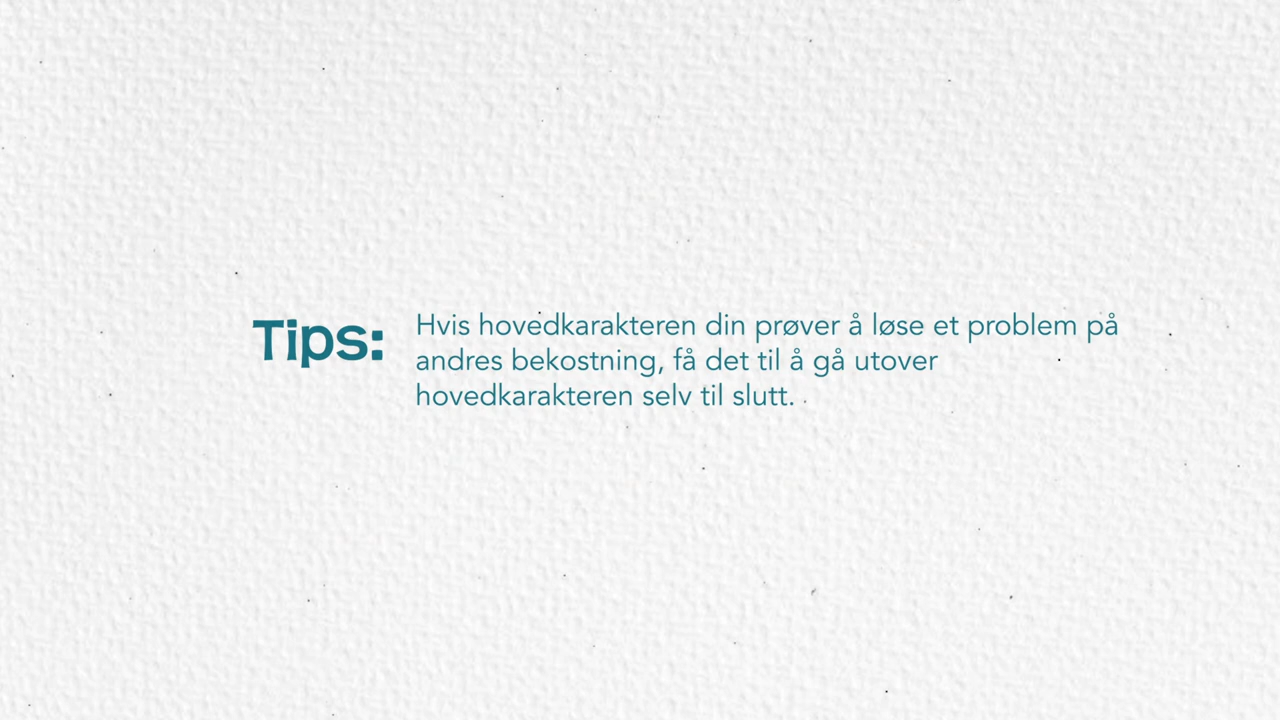 Tips:
Hvis hovedkarakteren din prøver å løse et problem på
andres bekostning, få det til å gå utover
hovedkarakteren selv til slutt.